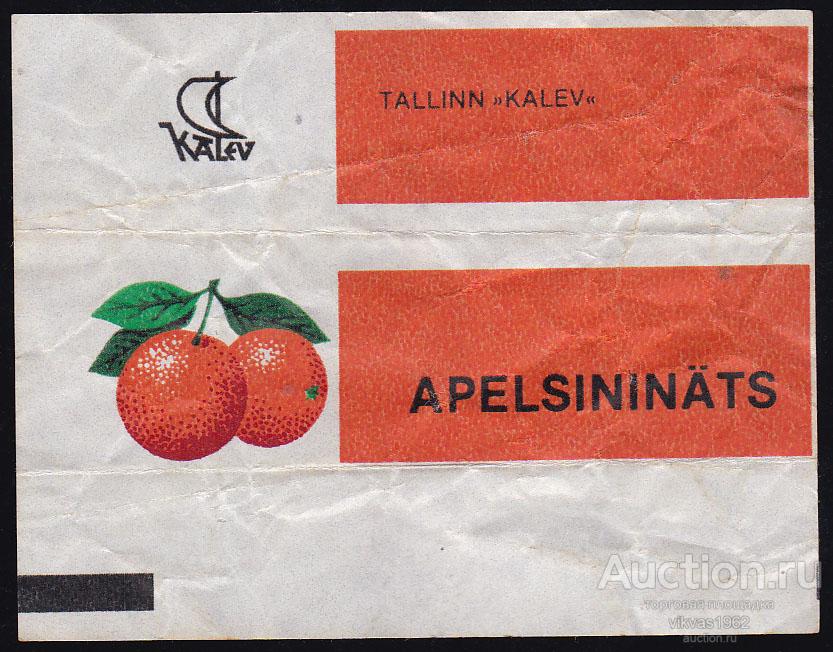 KALEV
TALLINN »KALEV«
APELSININÄTS
Auction.ru
торговая площадка
vikvas1962
auction.ru